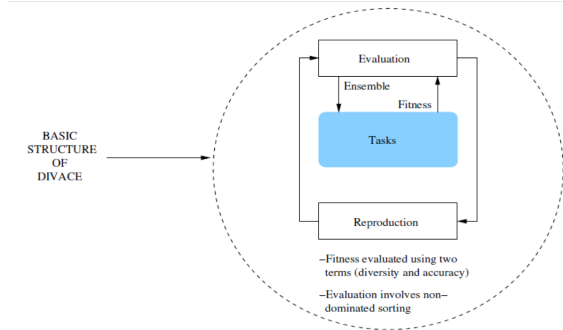 Evaluation
Ensemble
Fitness
BASIC
STRUCTURE
OF
DIVACE
Tasks
Reproduction
–Fitness evaluated using two
terms (diversity and accuracy)
–Evaluation involves non–
dominated sorting